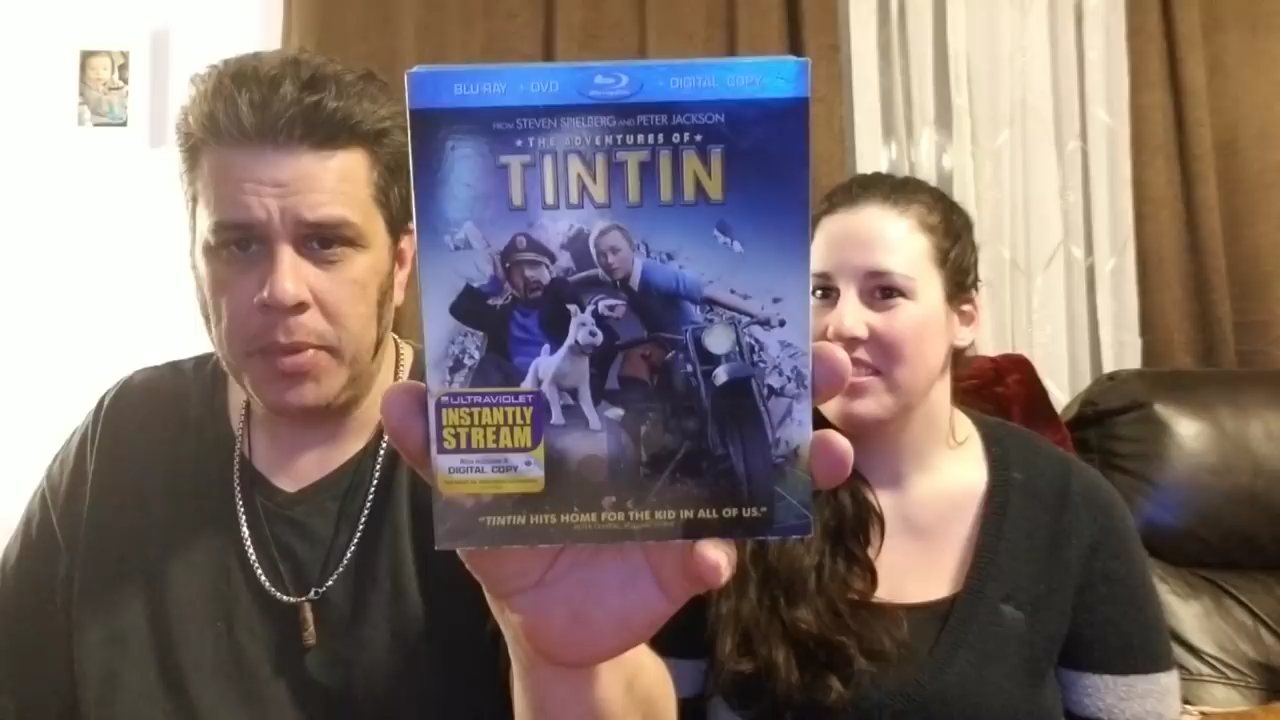 BLU-RAY + DVD + DIGITAL COPY
FROM STEVEN SPIELBERG AND PETER JACKSON
THE ADVENTURES OF
TINTIN
ULTRAVIOLET
INSTANTLY
STREAM
DIGITAL COPY
"TINTIN HITS HOME FOR THE KID IN ALL OF US."